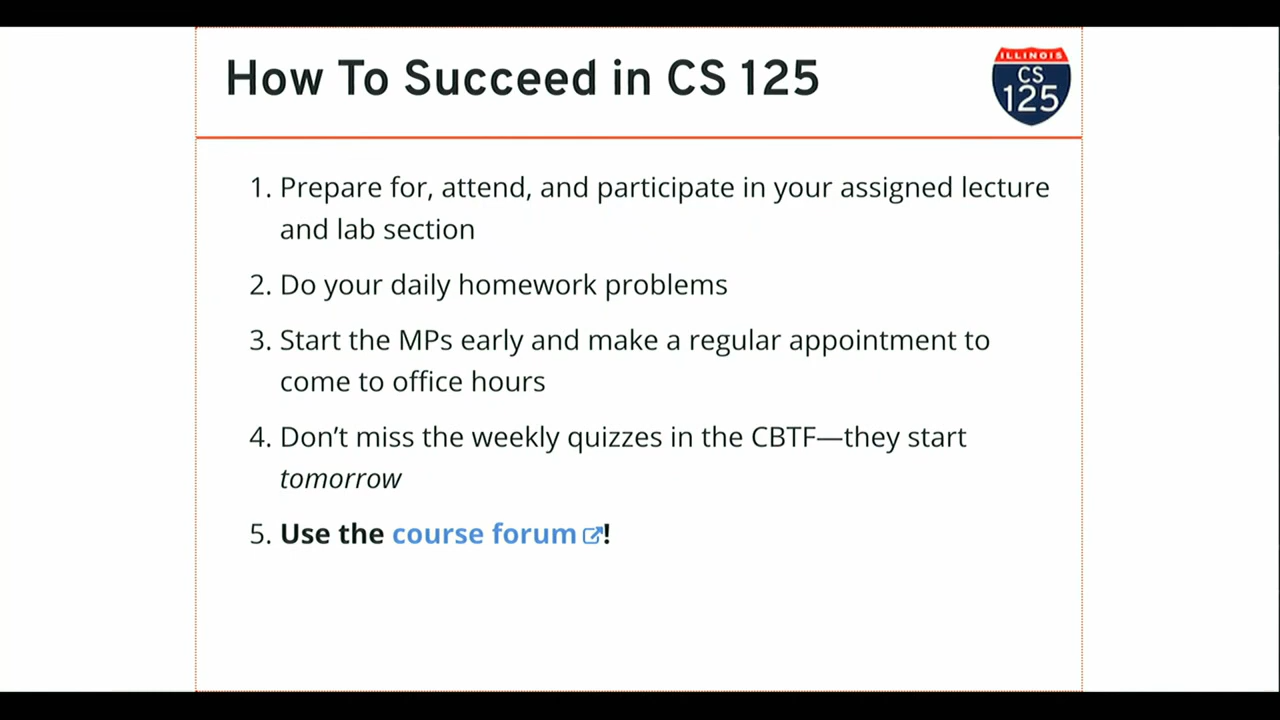 How To Succeed in CS 125
ILLINOIS
CS
125
1. Prepare for, attend, and participate in your assigned lecture
and lab section
2. Do your daily homework problems
3. Start the MPs early and make a regular appointment to
come to office hours
4. Don’t miss the weekly quizzes in the CBTF—they start
tomorrow
5. Use the course forum!